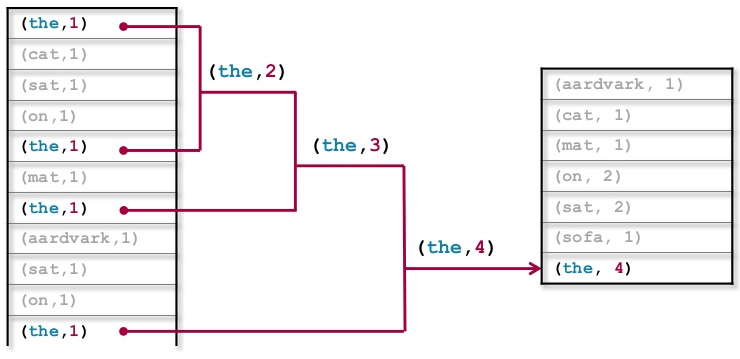 (the,1)
(cat,1)
(sat,1)
(on,1)
(the,1)
(mat,1)
(the,1)
(aardvark,1)
(sat,1)
(on,1)
(the,1)
(the,2)
(the,3)
(the,4)
(aardvark, 1)
(cat, 1)
(mat, 1)
(on, 2)
(sat, 2)
(sofa, 1)
(the, 4)